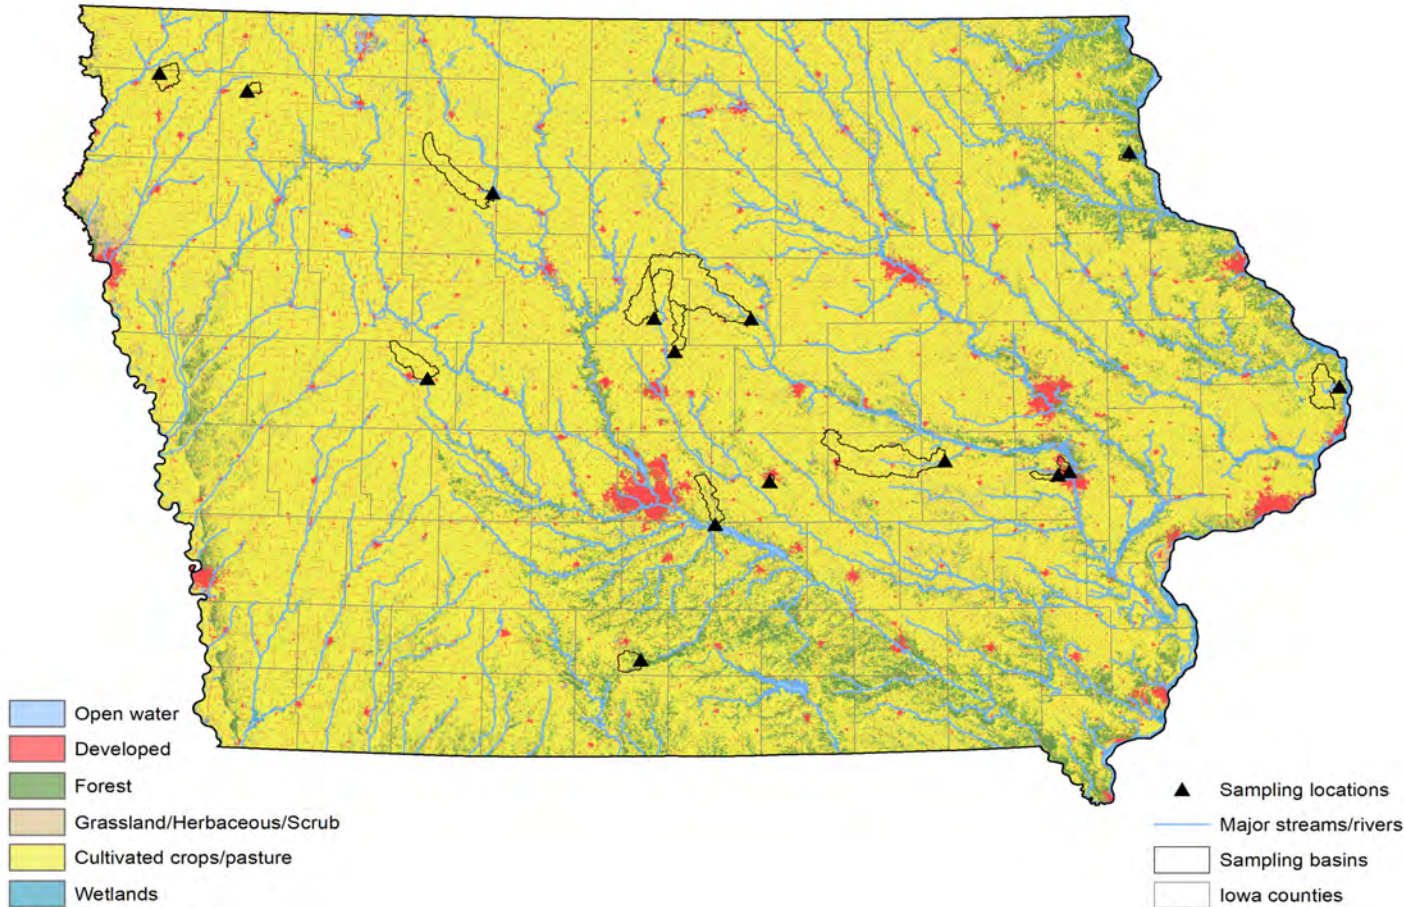 Open water
Developed
Forest
Grassland/Herbaceous/Scrub
Cultivated crops/pasture
Wetlands
Sampling locations
Major streams/rivers
Sampling basins
Iowa counties